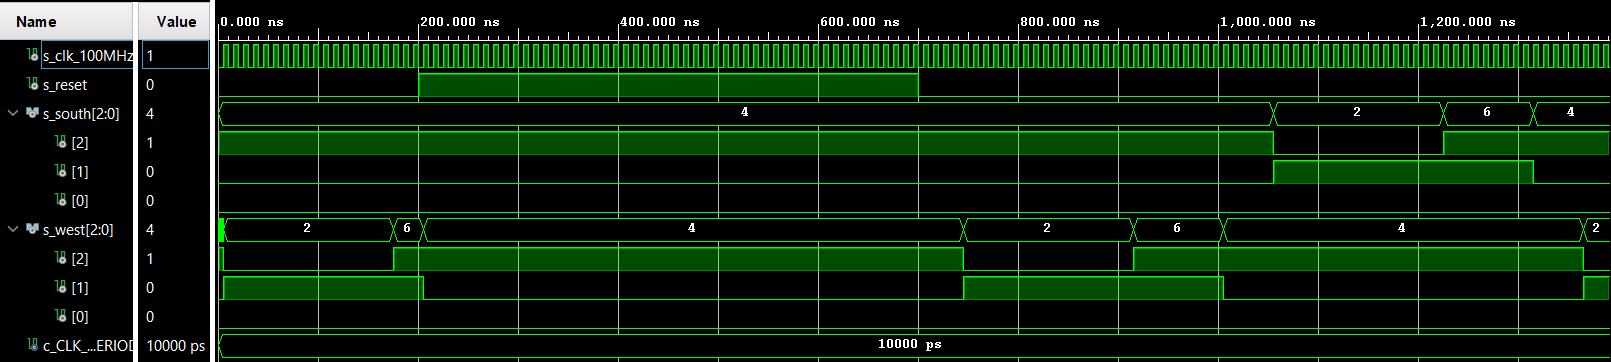 Name Value 0.000 ns 200.000 ns 400.000 ns 600.000 ns 800.000 ns 1,000.000 ns 1,200.000 ns
s_clk_100MHz 1
s_reset 0
s_south[2:0] 4 4 2 6 4
[2] 1
[1] 0
[0] 0
s_west[2:0] 4 2 6 4 2 6 4 2
[2] 1
[1] 0
[0] 0
c_CLK_...ERIOD 10000 ps 10000 ps